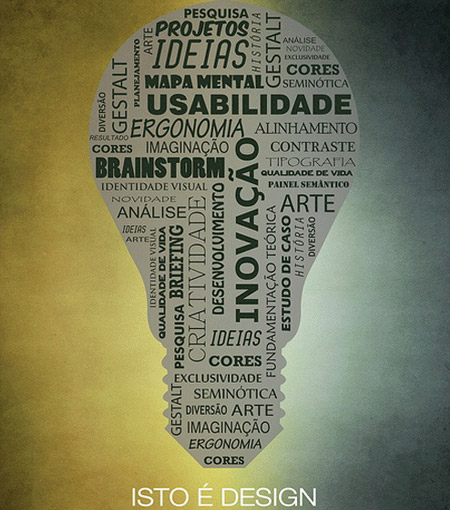 PESQUISA
PROJETOS
ARTE
IDEIAS
HISTÓRIA
GESTALT
ANÁLISE
NOVIDADE
EXCLUSIVIDADE
CORES
SEMINÓTICA
PLANEJAMENTO
GESTALT
DIVERSÃO
MAPA MENTAL
USABILIDADE
RESULTADO
ERGONOMIA
ALINHAMENTO
CORES
IMAGINAÇÃO
CONTRASTE
TIPOGRAFIA
BRAINSTORM
QUALIDADE DE VIDA
PAINEL SEMÂNTICO
IDENTIDADE VISUAL
NOVIDADE
ANÁLISE
ARTE
IDEIAS
ARTE
IDENTIDADE VISUAL
QUALIDADE DE VIDA
BRIEFING
PESQUISA
CRIATIVIDADE
DESENVOLVIMENTO
INOVAÇÃO
FUNDAMENTAÇÃO TEÓRICA
ESTUDO DE CASO
HISTÓRIA
DIVERSÃO
IDEIAS
CORES
EXCLUSIVIDADE
SEMINÓTICA
GESTALT
DIVERSÃO ARTE
IMAGINAÇÃO
ERGONOMIA
CORES
ISTO É DESIGN